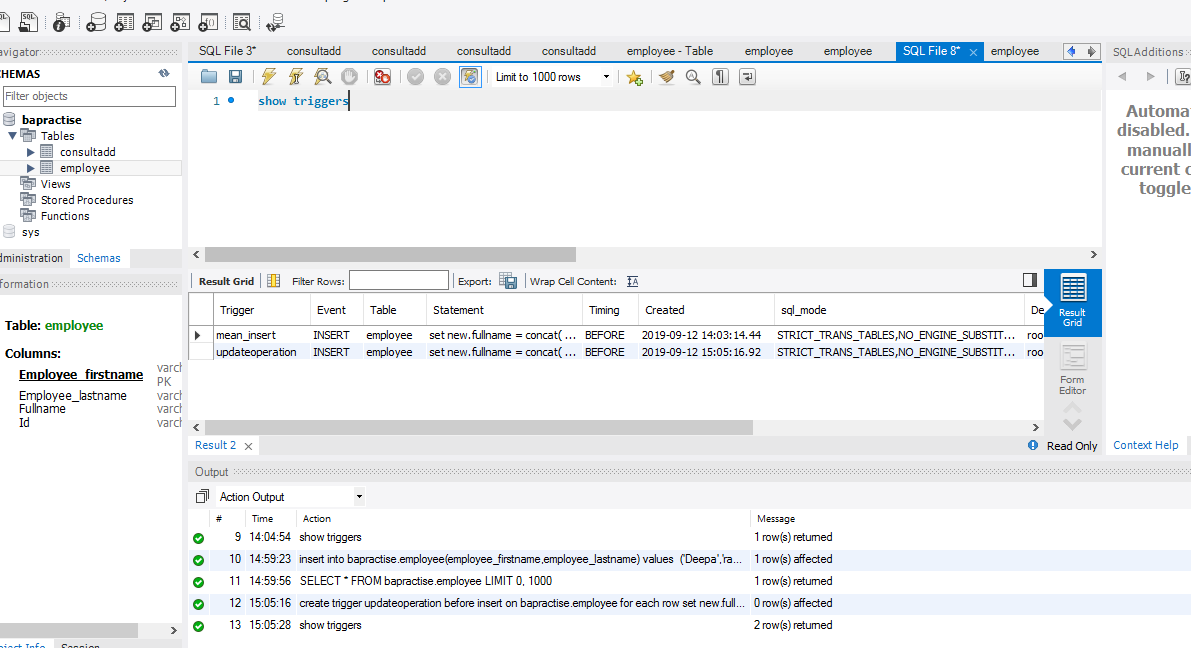 SQL File 3* consultadd consultadd consultadd consultadd employee - Table employee employee SQL File 8* × employee
avigator
SQLAdditions
HEMAS
Filter objects
bapractise
Tables
consultadd
employee
Views
Stored Procedures
Functions
sys
dministration Schemas
formation
Table: employee
Columns:
Employee_firstname varch
PK
Employee_lastname varch
Fullname varch
Id varch
Limit to 1000 rows
1 show triggers
Automa
disabled.
manuall
current c
toggle
Result Grid Filter Rows: Export: Wrap Cell Content:
Trigger Event Table Statement Timing Created sql_mode De
mean_insert INSERT employee set new.fullname = concat( ... BEFORE 2019-09-12 14:03:14.44 STRICT_TRANS_TABLES,NO_ENGINE_SUBSTIT... roo
updateoperation INSERT employee set new.fullname = concat( ... BEFORE 2019-09-12 15:05:16.92 STRICT_TRANS_TABLES,NO_ENGINE_SUBSTIT... roo
Result
Grid
Form
Editor
Result 2 × Read Only Context Help
Output
Action Output
# Time Action Message
9 14:04:54 show triggers 1 row(s) returned
10 14:59:23 insert into bapractise.employee(employee_firstname,employee_lastname) values ('Deepa','ra... 1 row(s) affected
11 14:59:56 SELECT * FROM bapractise.employee LIMIT 0, 1000 1 row(s) returned
12 15:05:16 create trigger updateoperation before insert on bapractise.employee for each row set new.full... 0 row(s) affected
13 15:05:28 show triggers 2 row(s) returned